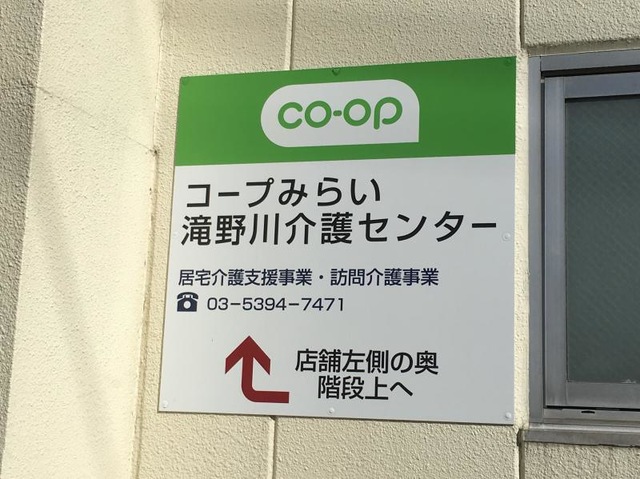 co-op
コープみらい
滝野川介護センター
居宅介護支援事業・訪問介護事業
☎ 03-5394-7471
店舗左側の奥
階段上へ